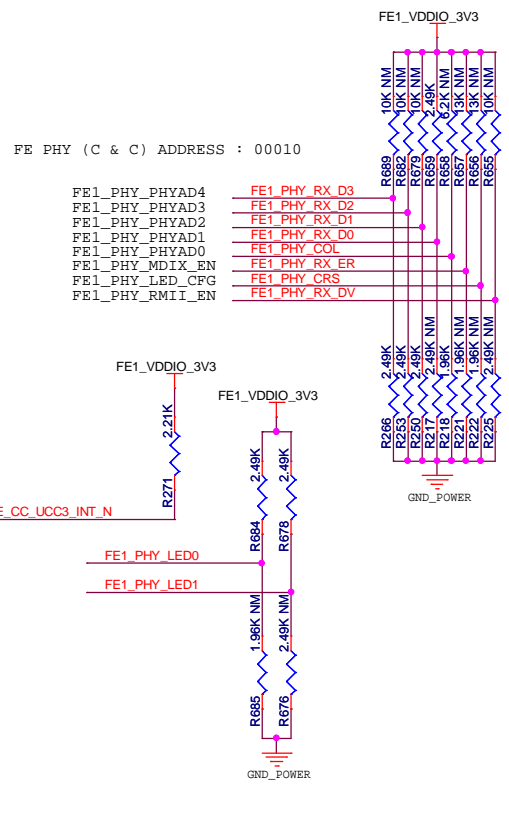 FE1_VDDIO_3V3
10K NM
10K NM
10K NM
2.49K
6.2K NM
13K NM
13K NM
10K NM
R689
R682
R679
R659
R658
R657
R656
R655
FE PHY (C & C) ADDRESS : 00010
FE1_PHY_PHYAD4 FE1_PHY_RX_D3
FE1_PHY_PHYAD3 FE1_PHY_RX_D2
FE1_PHY_PHYAD2 FE1_PHY_RX_D1
FE1_PHY_PHYAD1 FE1_PHY_RX_D0
FE1_PHY_PHYAD0 FE1_PHY_COL
FE1_PHY_MDIX_EN FE1_PHY_RX_ER
FE1_PHY_LED_CFG FE1_PHY_CRS
FE1_PHY_RMII_EN FE1_PHY_RX_DV
2.49K
2.49K
2.49K
2.49K NM
1.96K
1.96K NM
1.96K NM
2.49K NM
R266
R253
R250
R217
R218
R221
R222
R225
GND_POWER
FE1_VDDIO_3V3
2.21K
R271
E_CC_UCC3_INT_N
FE1_VDDIO_3V3
2.49K
2.49K
R684
R678
FE1_PHY_LED0
FE1_PHY_LED1
1.96K NM
2.49K NM
R685
R676
GND_POWER